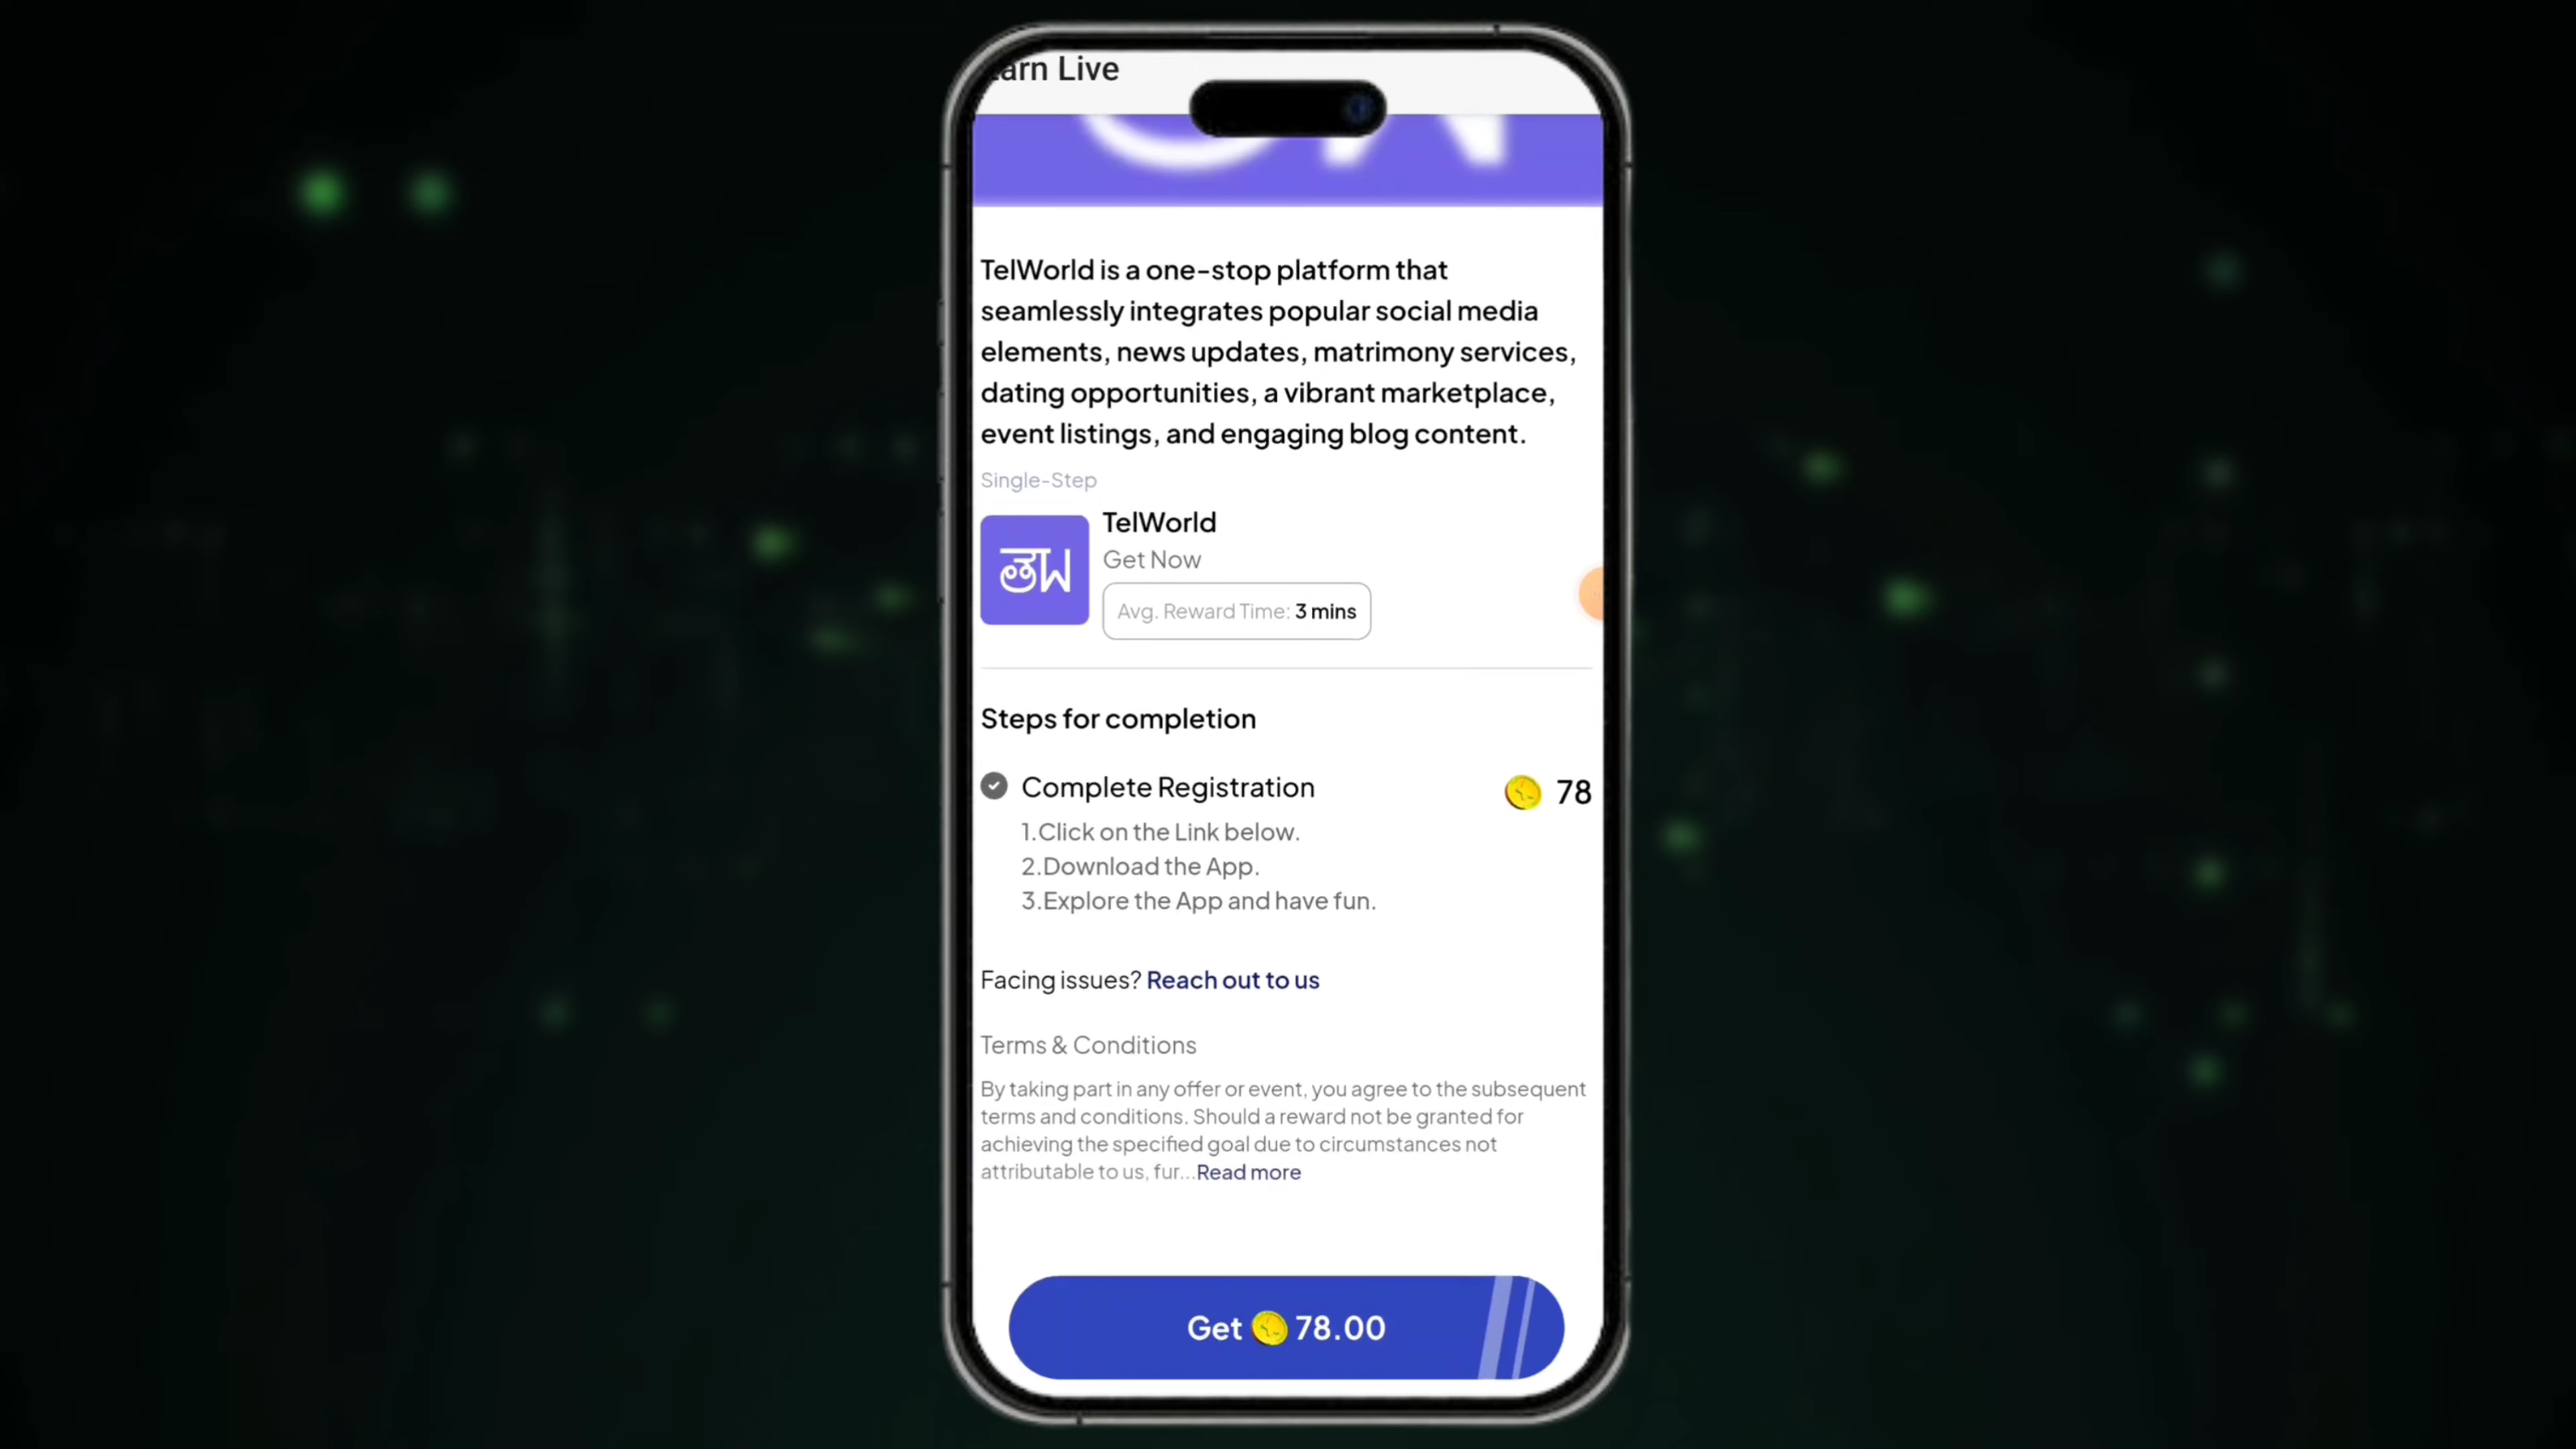 arn Live
TelWorld is a one-stop platform that
seamlessly integrates popular social media
elements, news updates, matrimony services,
dating opportunities, a vibrant marketplace,
event listings, and engaging blog content.
Single-Step
తW
TelWorld
Get Now
Avg. Reward Time: 3 mins
Steps for completion
Complete Registration
78
1.Click on the Link below.
2.Download the App.
3.Explore the App and have fun.
Facing issues? Reach out to us
Terms & Conditions
By taking part in any offer or event, you agree to the subsequent
terms and conditions. Should a reward not be granted for
achieving the specified goal due to circumstances not
attributable to us, fur...Read more
Get 78.00